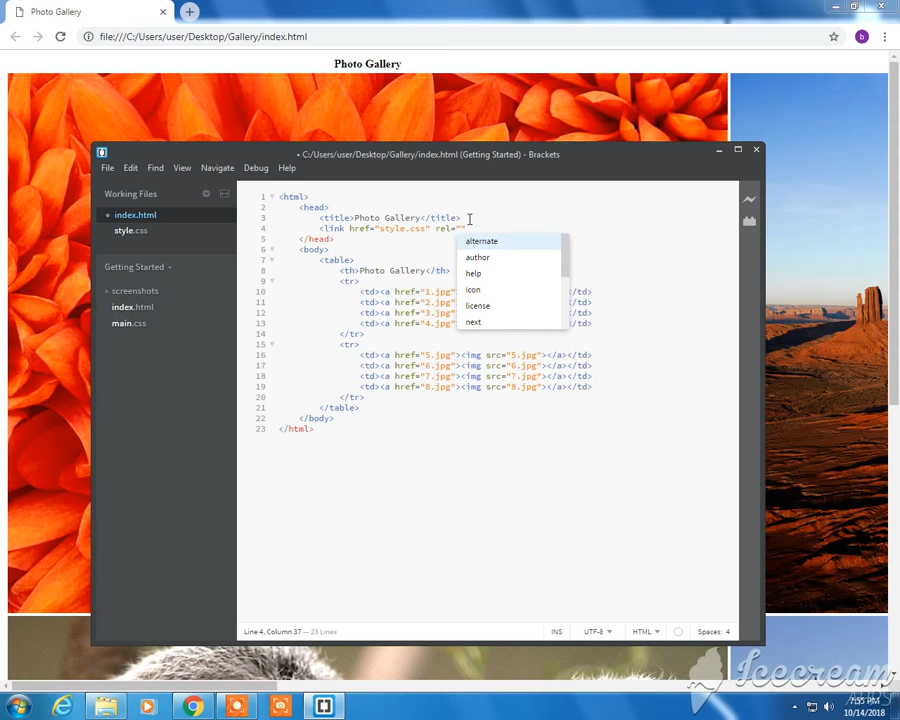 Photo Gallery
file:///C:/Users/user/Desktop/Gallery/index.html
b
Photo Gallery
• C:/Users/user/Desktop/Gallery/index.html (Getting Started) - Brackets
File Edit Find View Navigate Debug Help
Working Files
index.html
style.css
Getting Started
screenshots
index.html
main.css
1 <html>
2 <head>
3 <title>Photo Gallery</title>
4 <link href="style.css" rel=""
5 </head>
6 <body>
7 <table>
8 <th>Photo Gallery</th>
9 <tr>
10 <td><a href="1.jpg" </td>
11 <td><a href="2.jpg" </td>
12 <td><a href="3.jpg" </td>
13 <td><a href="4.jpg" </td>
14 </tr>
15 <tr>
16 <td><a href="5.jpg"><img src="5.jpg"></a></td>
17 <td><a href="6.jpg"><img src="6.jpg"></a></td>
18 <td><a href="7.jpg"><img src="7.jpg"></a></td>
19 <td><a href="8.jpg"><img src="8.jpg"></a></td>
20 </tr>
21 </table>
22 </body>
23 </html>
alternate
author
help
icon
license
next
Line 4, Column 37 — 23 Lines
INS UTF-8 HTML Spaces: 4
Icecream
APPS
7:55 PM
10/14/2018